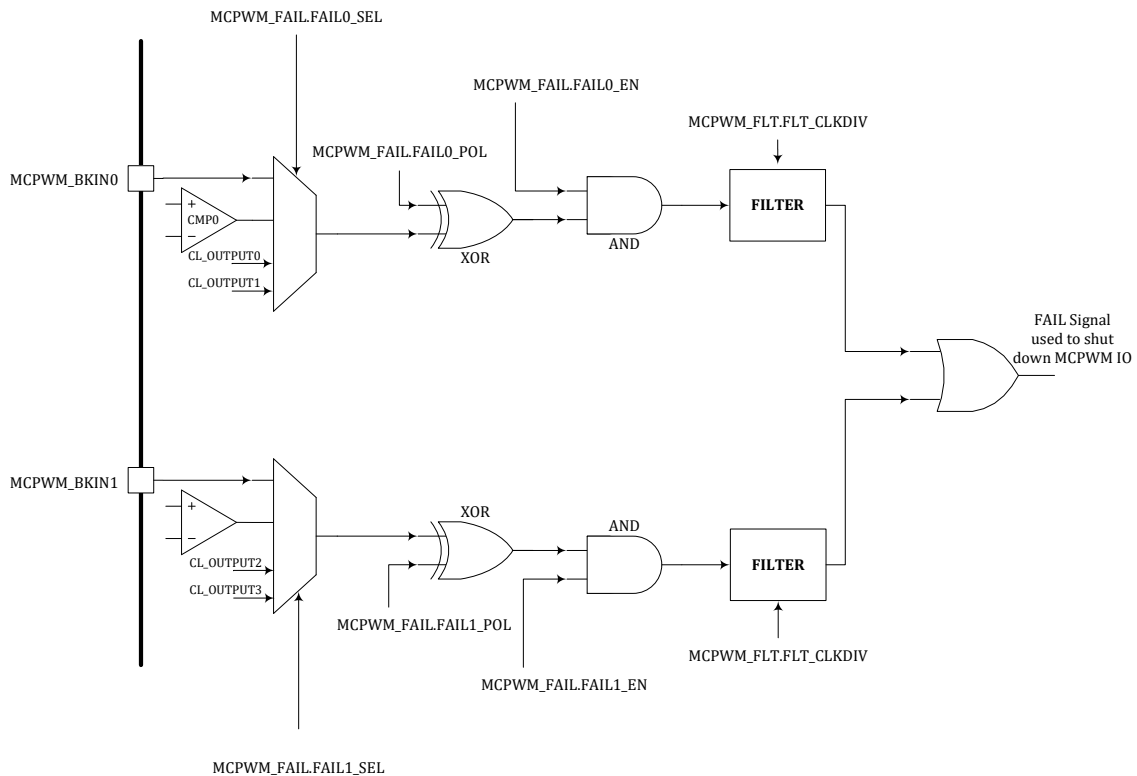 MCPWM_FAIL.FAIL0_SEL
MCPWM_FAIL.FAIL0_EN
MCPWM_FLT.FLT_CLKDIV
MCPWM_FAIL.FAIL0_POL
MCPWM_BKIN0
+
CMP0
−
FILTER
AND
XOR
CL_OUTPUT0
CL_OUTPUT1
FAIL Signal
used to shut
down MCPWM IO
MCPWM_BKIN1
+
−
XOR
AND
CL_OUTPUT2
CL_OUTPUT3
FILTER
MCPWM_FAIL.FAIL1_POL
MCPWM_FLT.FLT_CLKDIV
MCPWM_FAIL.FAIL1_EN
MCPWM_FAIL.FAIL1_SEL